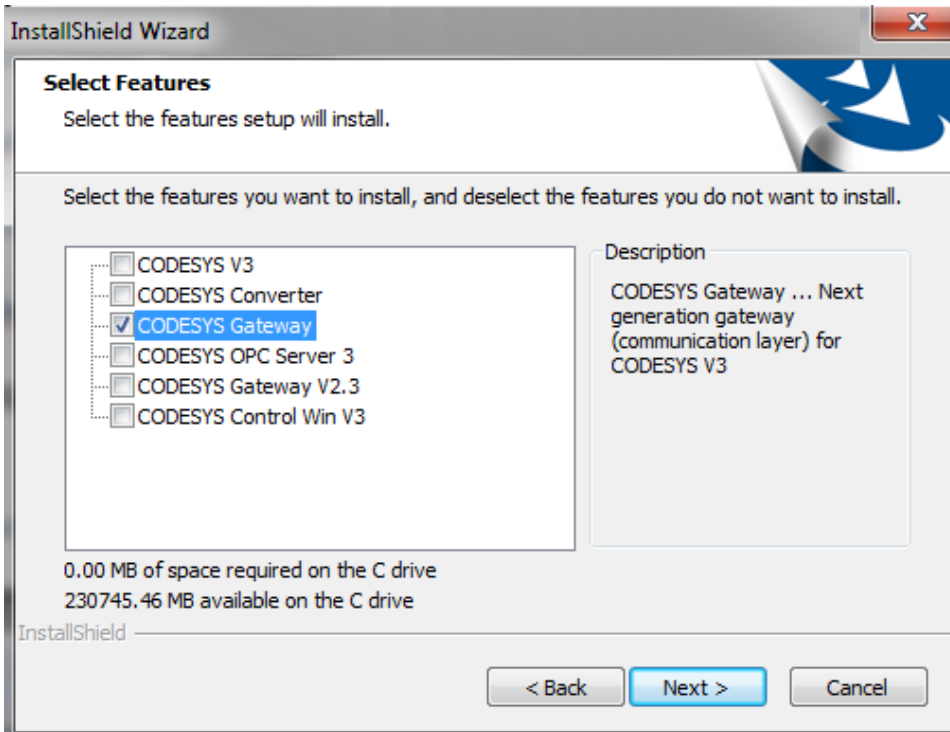 InstallShield Wizard
Select Features
Select the features setup will install.
Select the features you want to install, and deselect the features you do not want to install.
CODESYS V3
CODESYS Converter
CODESYS Gateway
CODESYS OPC Server 3
CODESYS Gateway V2.3
CODESYS Control Win V3
Description
CODESYS Gateway ... Next
generation gateway
(communication layer) for
CODESYS V3
0.00 MB of space required on the C drive
230745.46 MB available on the C drive
InstallShield
< Back
Next >
Cancel